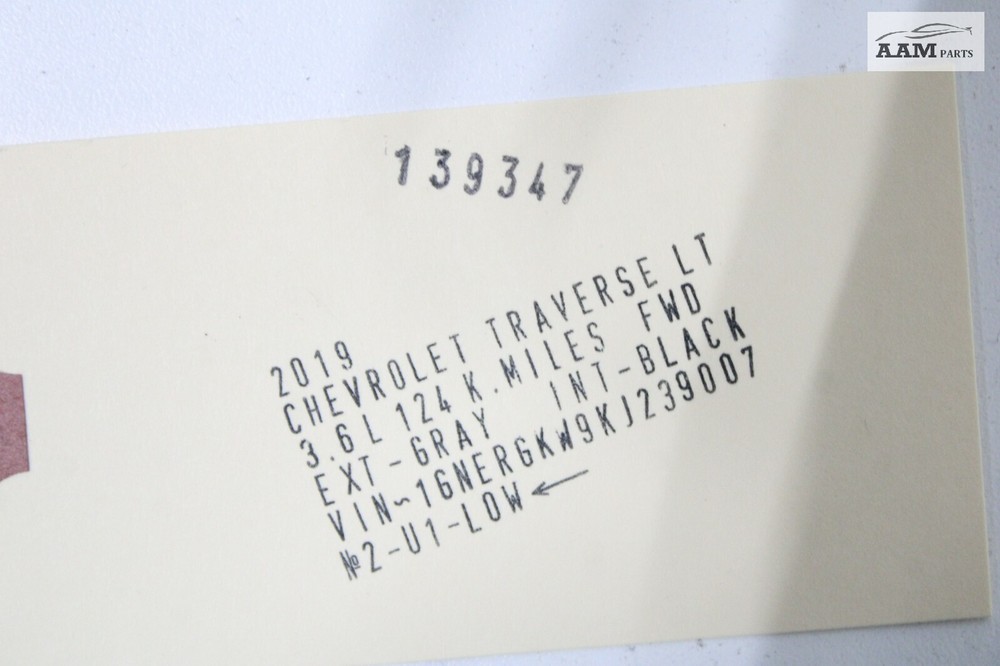 AAM PARTS
139347
2019
CHEVROLET TRAVERSE LT
3.6L 124 K.MILES FWD
EXT-GRAY INT-BLACK
VIN~1GNERGKW9KJ239007
№2-U1-LOW←